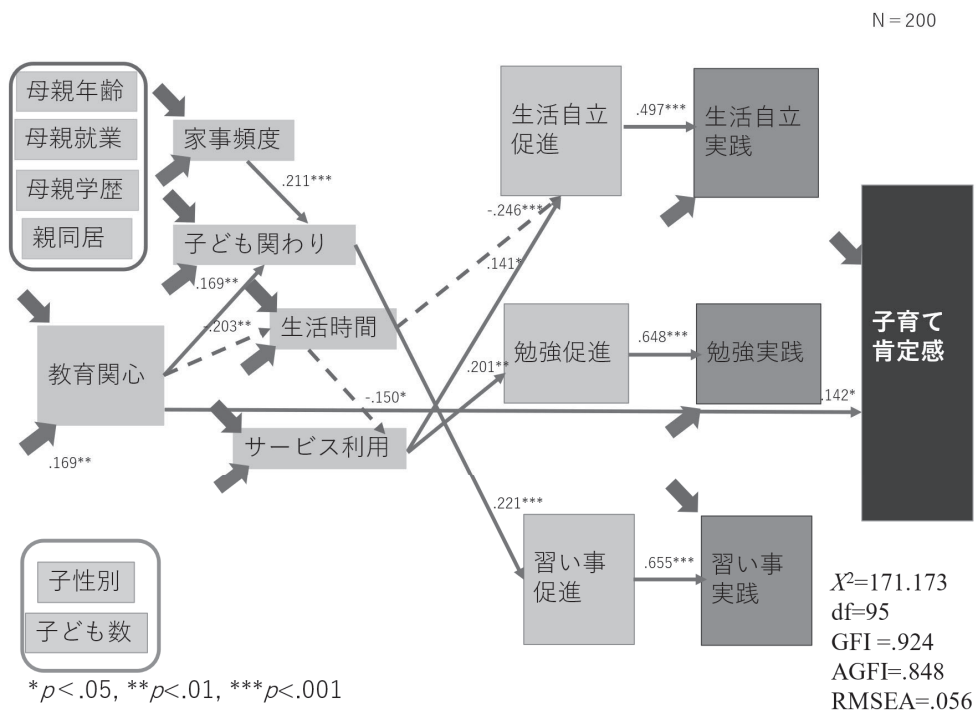 N = 200
母親年齢
母親就業
母親学歴
親同居
家事頻度
.211***
子ども関わり
.169**
-.203**
生活時間
教育関心
-.150*
サービス利用
.169**
生活自立
促進
.497***
生活自立
実践
-.246***
.141*
勉強促進
.648***
勉強実践
.201**
.142*
子育て
肯定感
.221***
習い事
促進
.655***
習い事
実践
子性別
子ども数
*p<.05, **p<.01, ***p<.001
X²=171.173
df=95
GFI =.924
AGFI=.848
RMSEA=.056